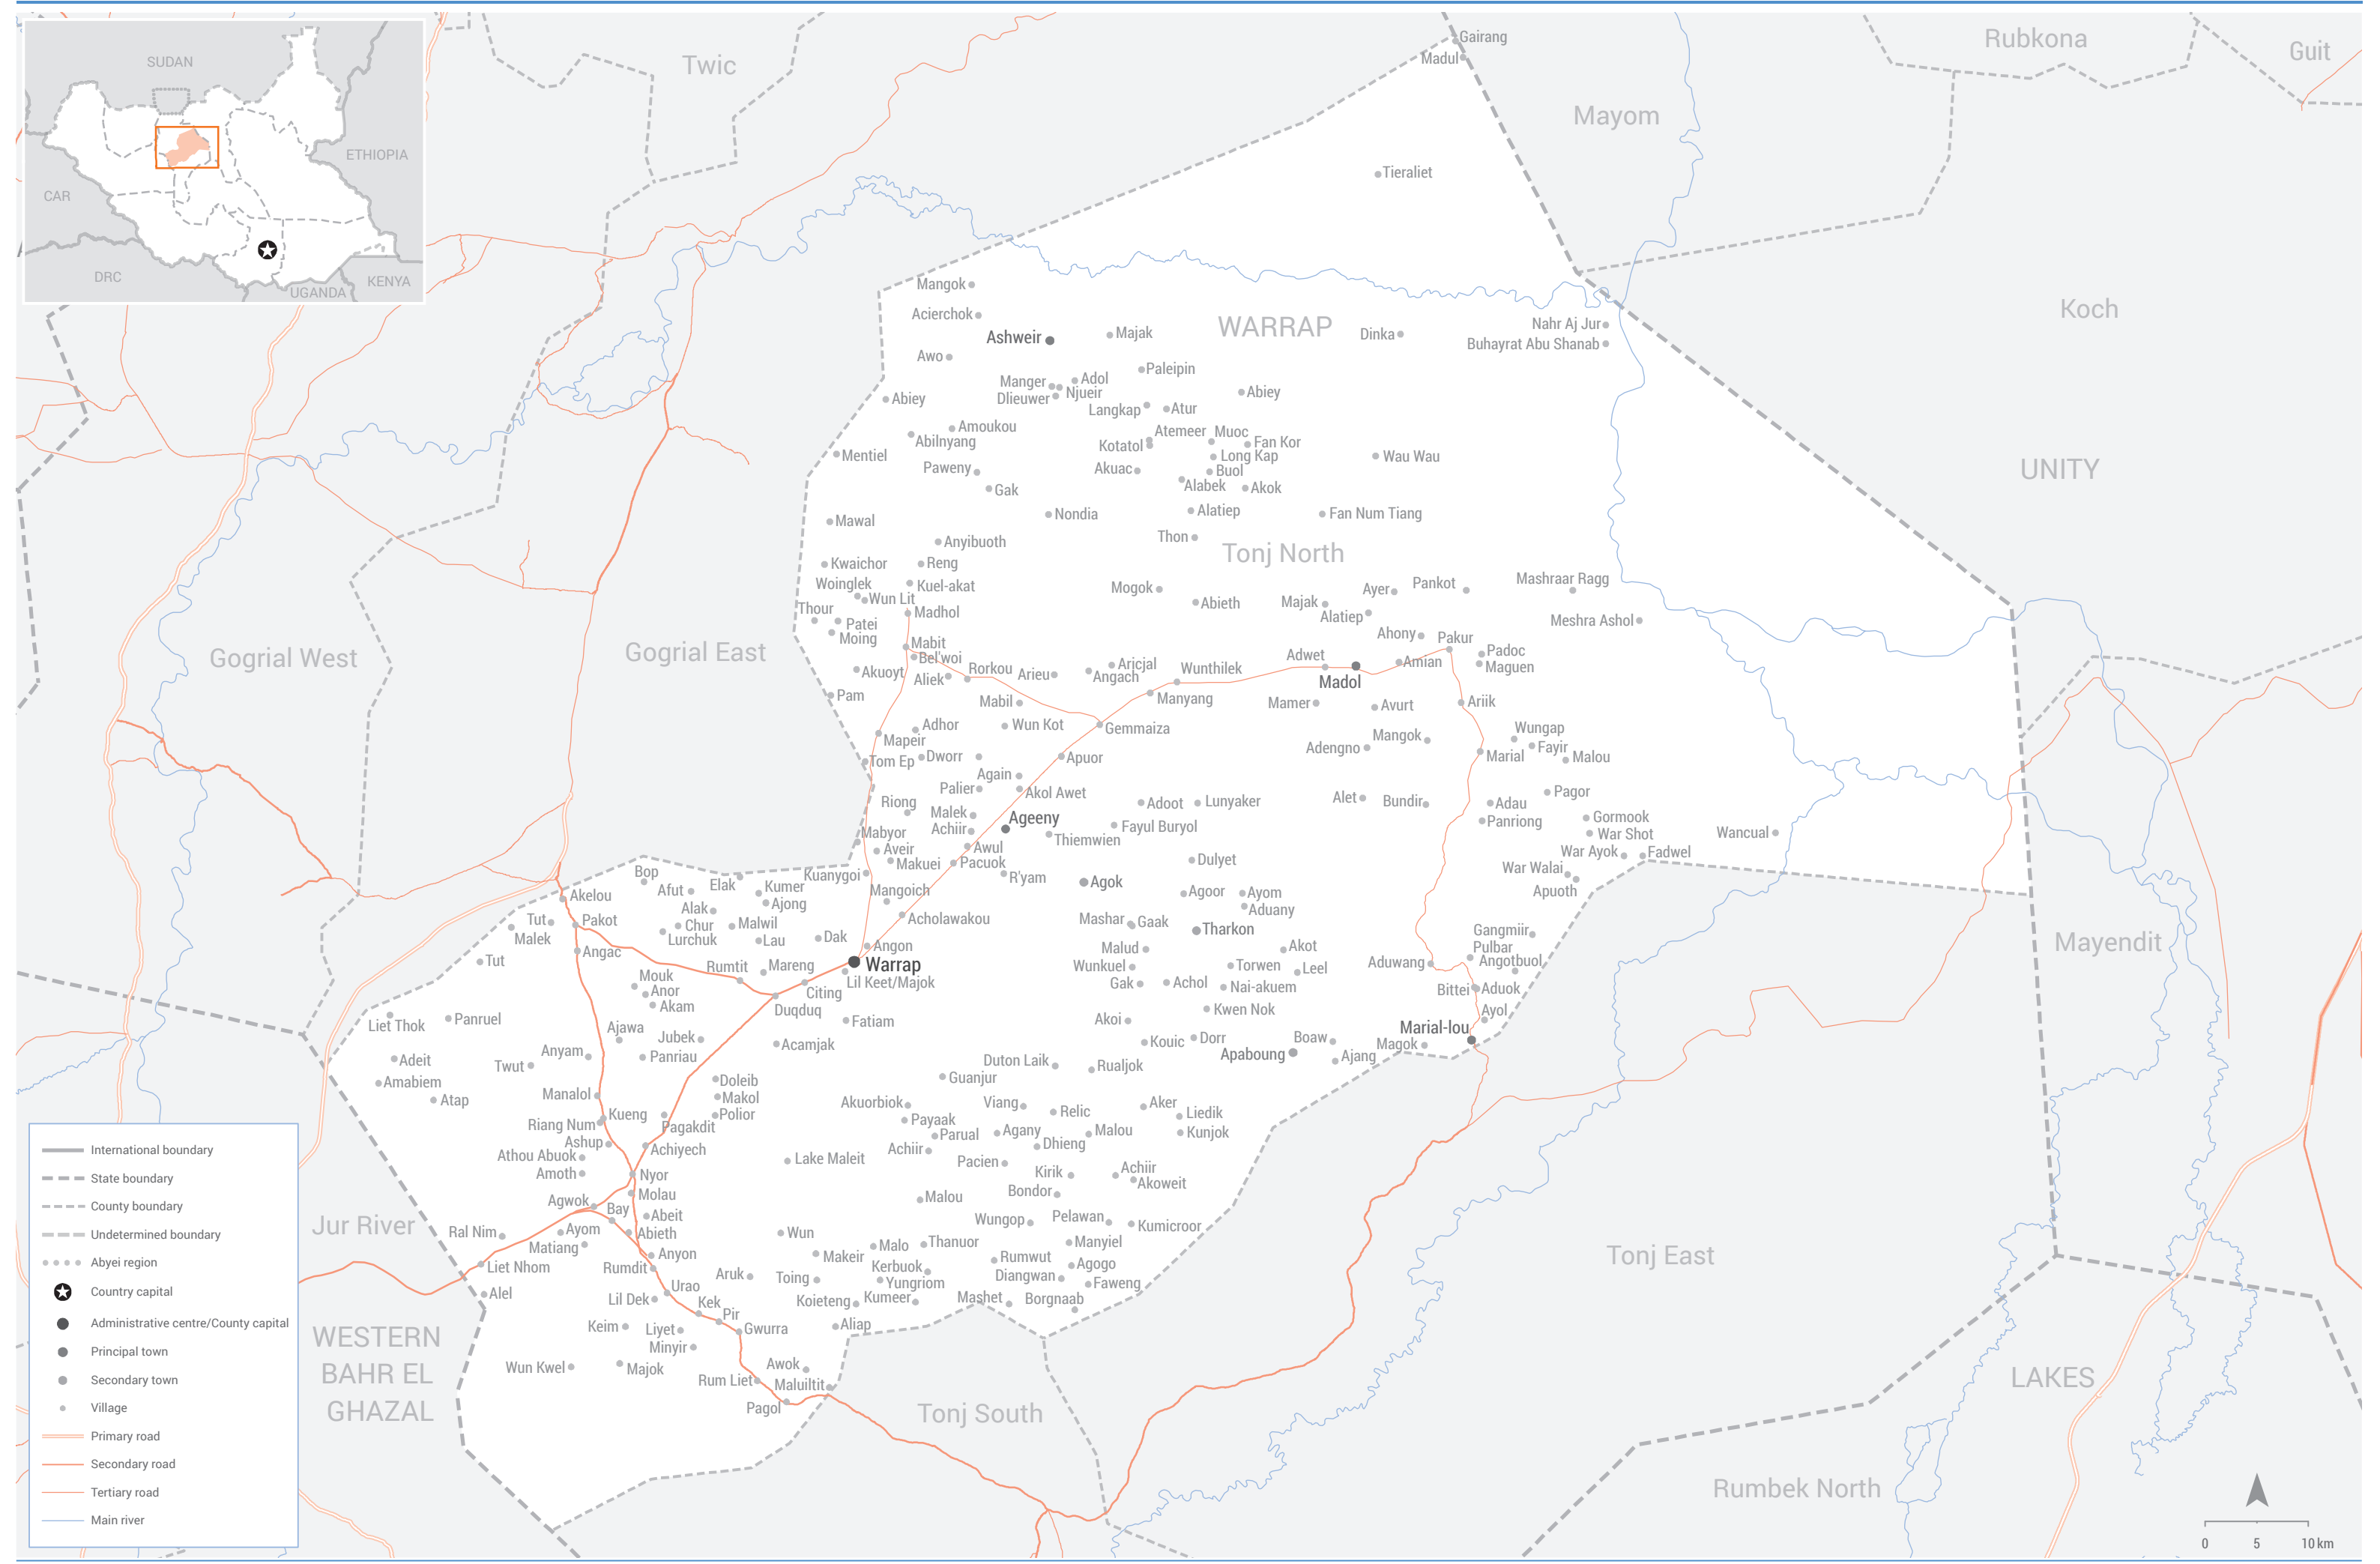 SUDAN
ETHIOPIA
CAR
DRC
UGANDA
KENYA
Twic
Rubkona
Guit
Mayom
Gairang
Madul
Tieraliet
Koch
UNITY
WARRAP
Tonj North
Gogrial West
Gogrial East
Mangok
Acierchok
Ashweir
Majak
Dinka
Nahr Aj Jur
Buhayrat Abu Shanab
Awo
Paleipin
Manger
Adol
Njueir
Dlieuwer
Abiey
Abiey
Langkap
Atur
Amoukou
Abilnyang
Atemeer
Muoc
Kotatol
Fan Kor
Mentiel
Long Kap
Wau Wau
Paweny
Akuac
Buol
Gak
Alabek
Akok
Mawal
Nondia
Alatiep
Fan Num Tiang
Thon
Anyibuoth
Kwaichor
Reng
Woinglek
Kuel-akat
Wun Lit
Mogok
Ayer
Pankot
Mashraar Ragg
Thour
Madhol
Abieth
Majak
Alatiep
Meshra Ashol
Patei
Moing
Ahony
Pakur
Mabit
Bel'woi
Adwet
Padoc
Maguen
Amian
Akuoyt
Aliek
Rorkou
Arieu
Aricjal
Angach
Wunthilek
Madol
Pam
Mabil
Manyang
Mamer
Avurt
Ariik
Adhor
Wun Kot
Gemmaiza
Wungap
Mapeir
Adengno
Mangok
Fayir
Marial
Malou
Tom Ep
Dworr
Apuor
Again
Palier
Akol Awet
Riong
Malek
Achiir
Ageeny
Adoot
Lunyaker
Alet
Bundir
Adau
Pagor
Panriong
Gormook
Mabyor
Thiemwien
Fayul Buryol
War Shot
Wancual
Aveir
Awul
War Ayok
Fadwel
Makuei
Pacuok
R'yam
Dulyet
War Walai
Apuoth
Kuanygoi
Mangoich
Agok
Agoor
Ayom
Aduany
Bop
Afut
Elak
Kumer
Ajong
Akelou
Alak
Acholawakou
Mashar
Gaak
Tut
Malek
Pakot
Chur
Lurchuk
Malwil
Lau
Dak
Tharkon
Gangmiir
Angac
Angon
Malud
Akot
Pulbar
Angotbuol
Tut
Rumtit
Mareng
Warrap
Lil Keet/Majok
Wunkuel
Torwen
Leel
Aduwang
Mouk
Anor
Akam
Citing
Gak
Achol
Nai-akuem
Bittei
Aduok
Duqduq
Kwen Nok
Ayol
Liet Thok
Panruel
Ajawa
Fatiam
Akoi
Marial-lou
Jubek
Acamjak
Kouic
Dorr
Boaw
Magok
Adeit
Anyam
Panriau
Duton Laik
Apaboung
Ajang
Amabiem
Twut
Rualjok
Atap
Doleib
Guanjur
Manalol
Makol
Akuorbiok
Viang
Aker
Kueng
Polior
Relic
Liedik
Riang Num
Pagakdit
Payaak
Agany
Malou
Kunjok
Ashup
Parual
Dhieng
Athou Abuok
Achiyech
Achiir
Amoth
Lake Maleit
Pacien
Kirik
Achiir
Akoweit
Nyor
Molau
Bondor
Agwok
Malou
Bay
Abeit
Wungop
Pelawan
Kumicroor
Ral Nim
Ayom
Abieth
Wun
Matiang
Malo
Thanuor
Manyiel
Anyon
Makeir
Liet Nhom
Rumdit
Kerbuok
Rumwut
Agogo
Aruk
Toing
Yungriom
Diangwan
Faweng
Alel
Urao
Lil Dek
Koieteng
Kumeer
Mashet
Borgnaab
Kek
Pir
Keim
Liyet
Gwurra
Aliap
Minyir
Wun Kwel
Majok
Awok
Rum Liet
Maluiltit
Pagol
Jur River
WESTERN
BAHR EL
GHAZAL
Tonj South
Tonj East
Mayendit
LAKES
Rumbek North
International boundary
State boundary
County boundary
Undetermined boundary
Abyei region
Country capital
Administrative centre/County capital
Principal town
Secondary town
Village
Primary road
Secondary road
Tertiary road
Main river
0 5 10 km